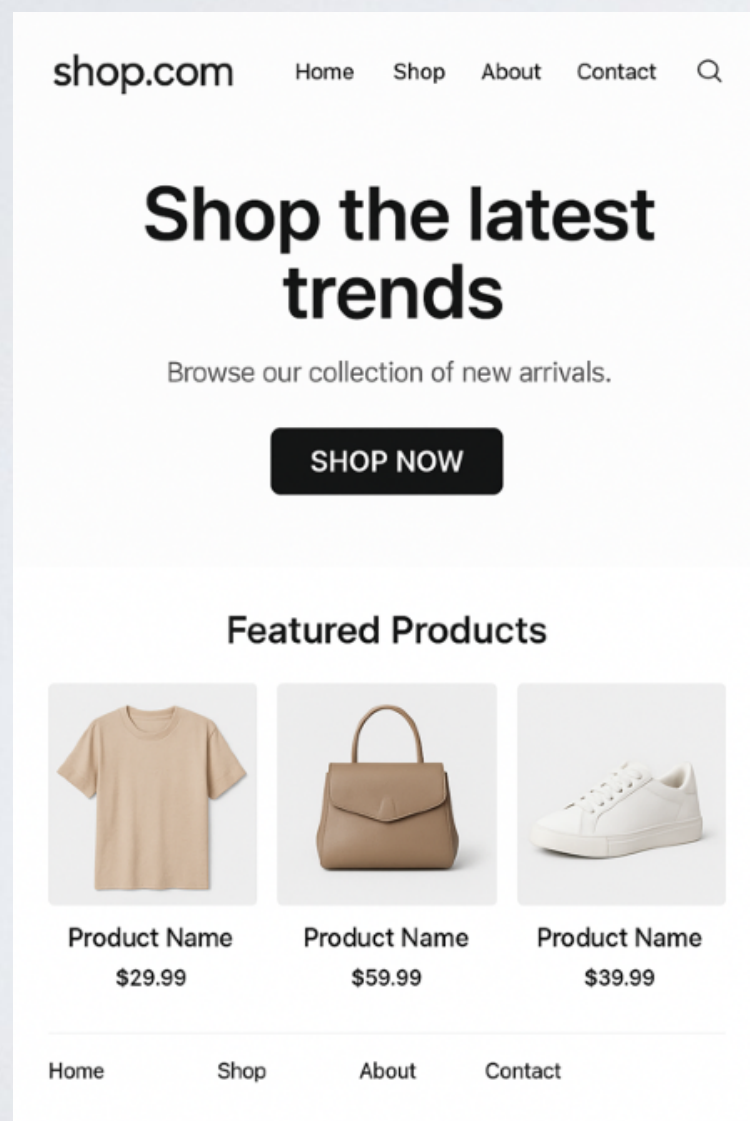 shop.com Home Shop About Contact
Shop the latest
trends
Browse our collection of new arrivals.
SHOP NOW
Featured Products
Product Name Product Name Product Name
$29.99 $59.99 $39.99
Home Shop About Contact